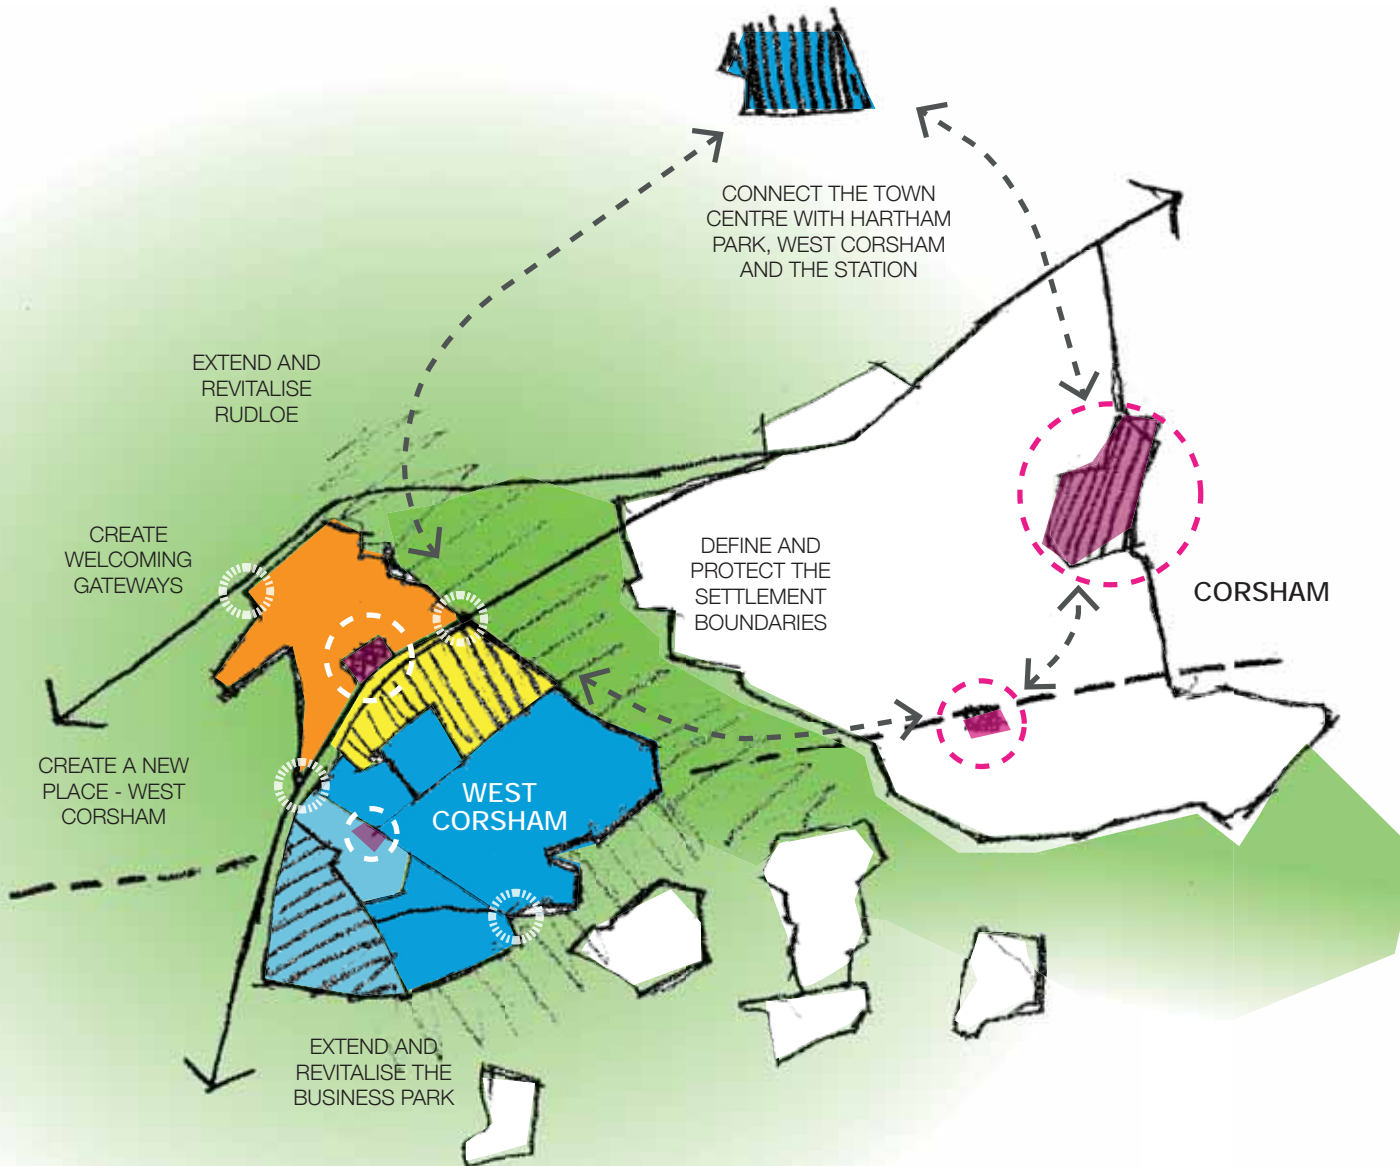 CONNECT THE TOWN
CENTRE WITH HARTHAM
PARK, WEST CORSHAM
AND THE STATION
EXTEND AND
REVITALISE
RUDLOE
CREATE
WELCOMING
GATEWAYS
DEFINE AND
PROTECT THE
SETTLEMENT
BOUNDARIES
CORSHAM
CREATE A NEW
PLACE - WEST
CORSHAM
WEST
CORSHAM
EXTEND AND
REVITALISE THE
BUSINESS PARK